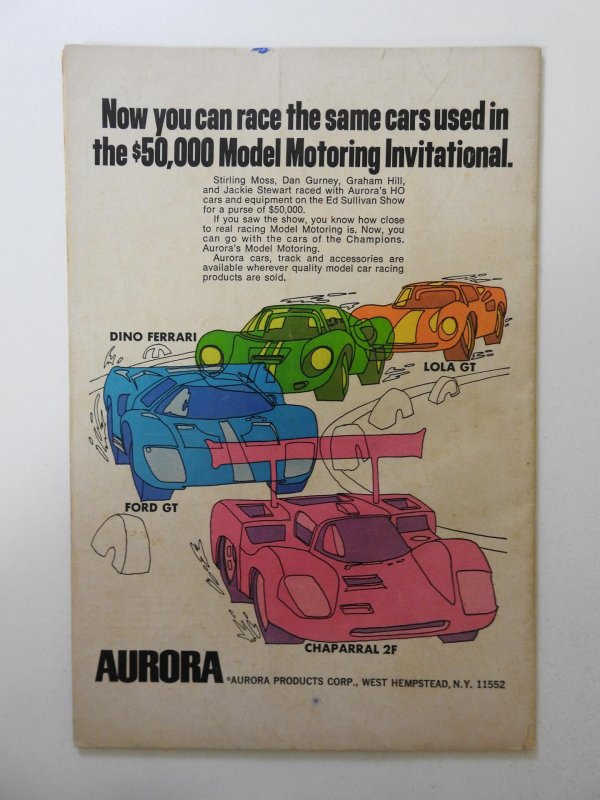 Now you can race the same cars used in
the $50,000 Model Motoring Invitational.
Stirling Moss, Dan Gurney, Graham Hill,
and Jackie Stewart raced with Aurora's HO
cars and equipment on the Ed Sullivan Show
for a purse of $50,000.
If you saw the show, you know how close
to real racing Model Motoring is. Now, you
can go with the cars of the Champions.
Aurora's Model Motoring.
Aurora cars, track and accessories are
available wherever quality model car racing
products are sold.
DINO FERRARI
LOLA GT
FORD GT
CHAPARRAL 2F
AURORA
©AURORA PRODUCTS CORP., WEST HEMPSTEAD, N.Y. 11552